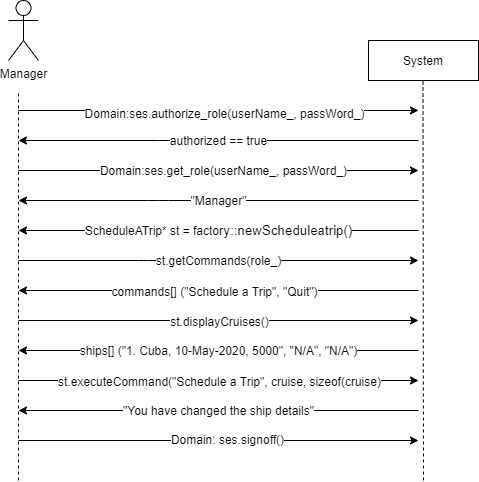 System
Manager
Domain:ses.authorize_role(userName_, passWord_)
authorized == true
Domain:ses.get_role(userName_, passWord_)
"Manager"
ScheduleATrip* st = factory::newScheduleatrip()
st.getCommands(role_)
commands[] ("Schedule a Trip", "Quit")
st.displayCruises()
ships[] ("1. Cuba, 10-May-2020, 5000", "N/A", "N/A")
st.executeCommand("Schedule a Trip", cruise, sizeof(cruise)
"You have changed the ship details"
Domain: ses.signoff()